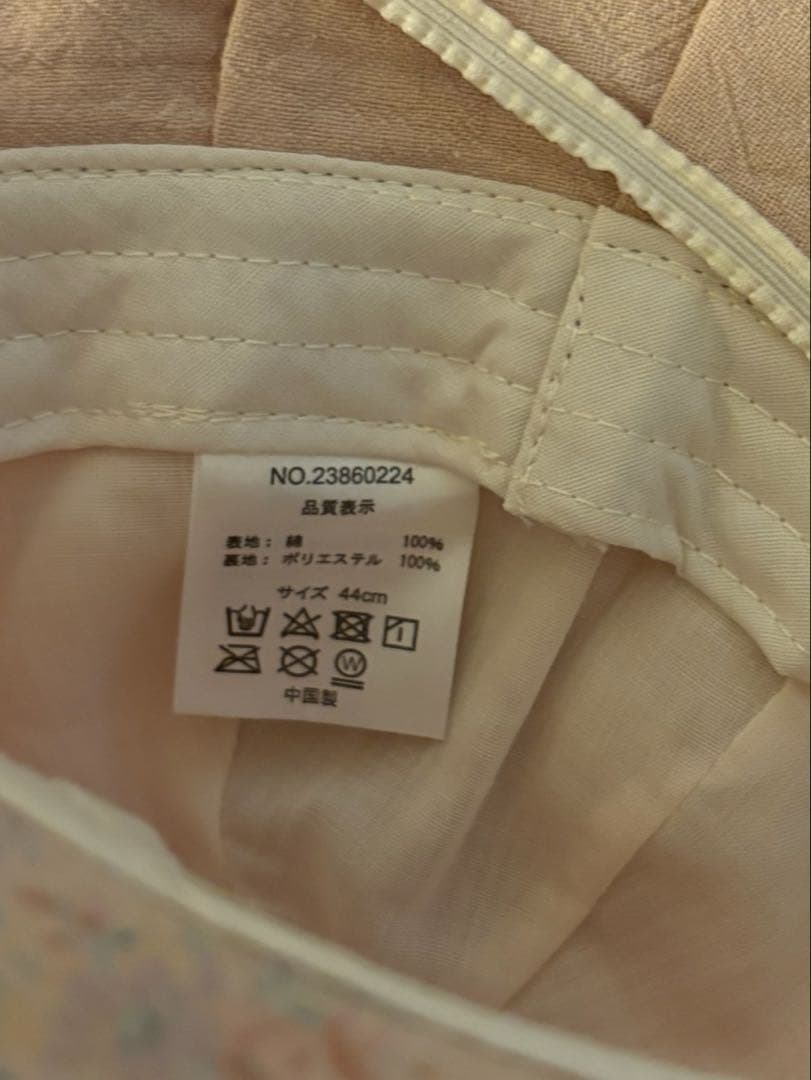 NO.23860224
品質表示
表地： 綿 100%
裏地： ポリエステル 100%
サイズ 44cm
W
中国製